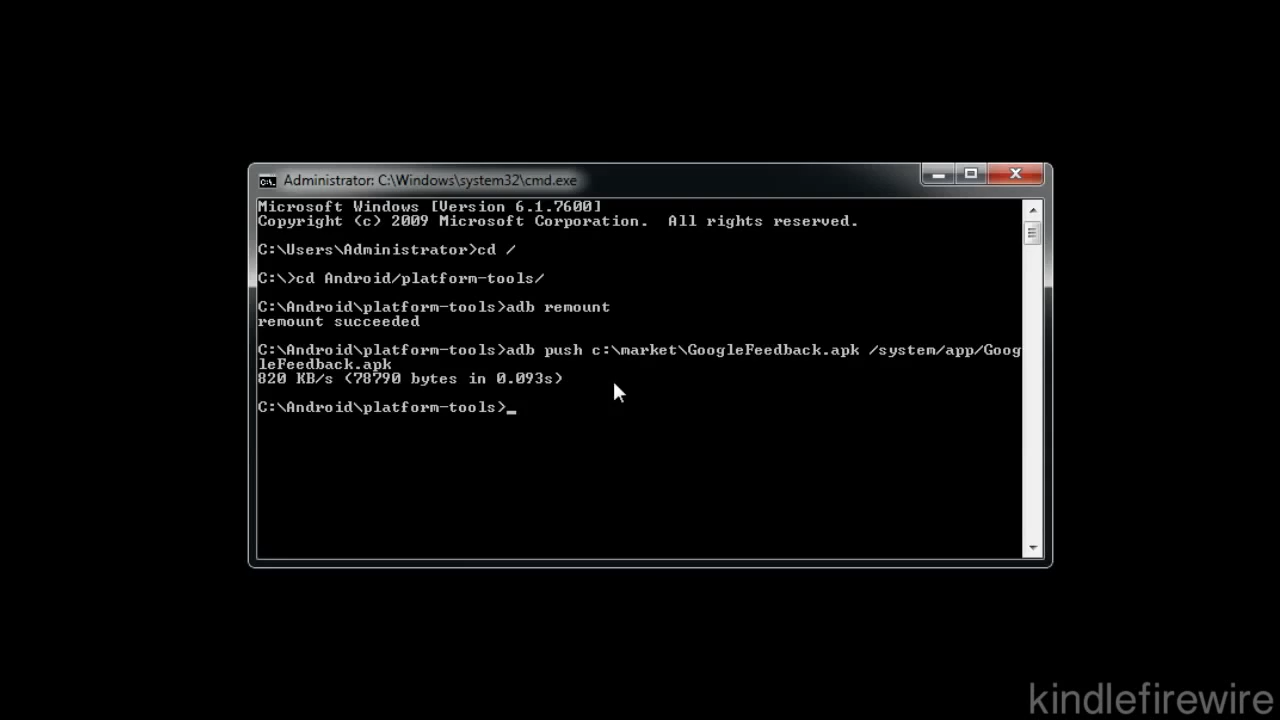 Administrator: C:\Windows\system32\cmd.exe
Microsoft Windows [Version 6.1.7600]
Copyright (c) 2009 Microsoft Corporation.  All rights reserved.
C:\Users\Administrator>cd /
C:\>cd Android/platform-tools/
C:\Android\platform-tools>adb remount
remount succeeded
C:\Android\platform-tools>adb push c:\market\GoogleFeedback.apk /system/app/Goog
leFeedback.apk
820 KB/s (78790 bytes in 0.093s)
C:\Android\platform-tools>_
kindlefirewire